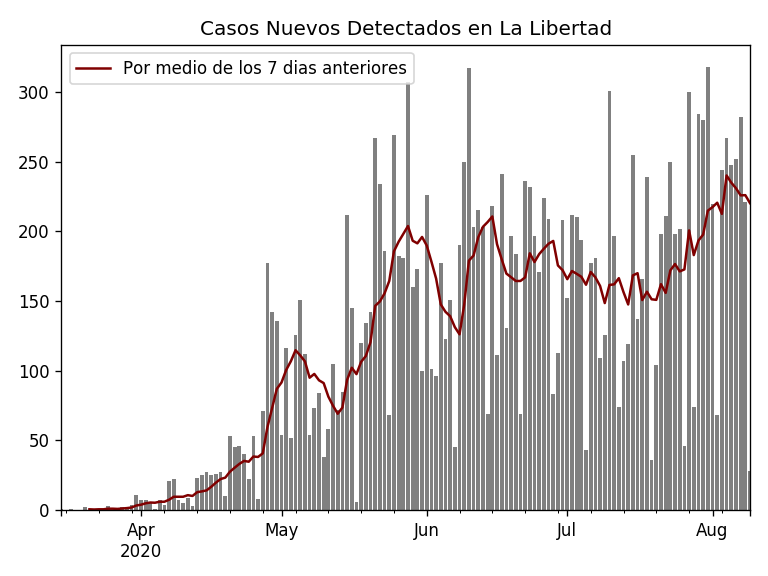 Casos Nuevos Detectados en La Libertad
Por medio de los 7 dias anteriores
300
250
200
150
100
50
0
Apr
May
Jun
Jul
Aug
2020